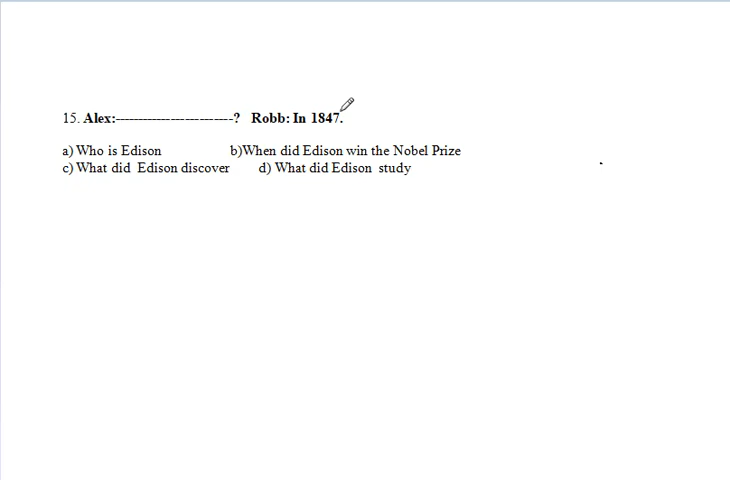 15. Alex:--------------------------? Robb: In 1847.
a) Who is Edison b)When did Edison win the Nobel Prize
c) What did Edison discover d) What did Edison study